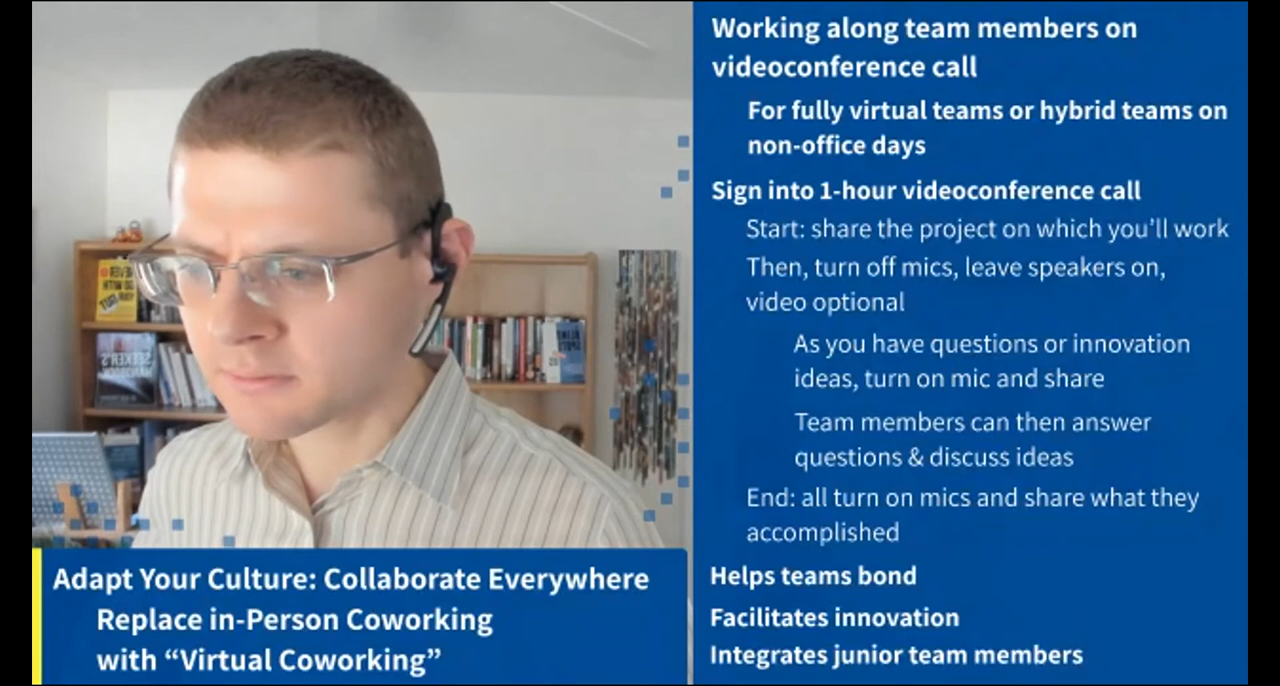 Working along team members on
videoconference call
For fully virtual teams or hybrid teams on
non-office days
Sign into 1-hour videoconference call
Start: share the project on which you’ll work
Then, turn off mics, leave speakers on,
video optional
As you have questions or innovation
ideas, turn on mic and share
Team members can then answer
questions & discuss ideas
End: all turn on mics and share what they
accomplished
Helps teams bond
Facilitates innovation
Integrates junior team members
NEVER
SEEKER'S
HANDBOOK
Adapt Your Culture: Collaborate Everywhere
Replace in-Person Coworking
with “Virtual Coworking”